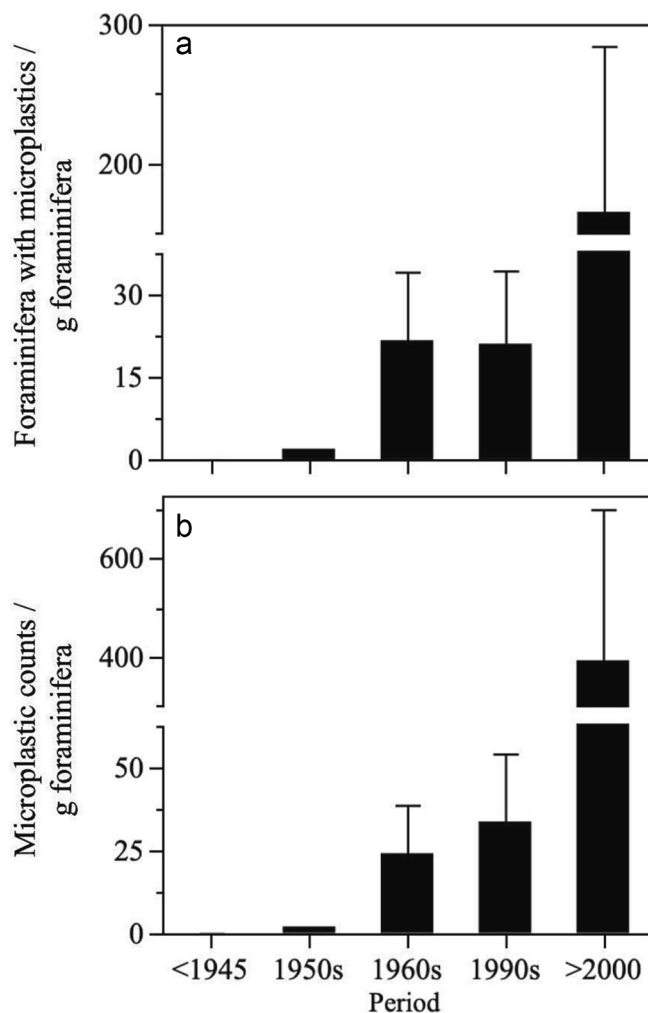 a
Foraminifera with microplastics /
g foraminifera
300
200
30
15
0
b
Microplastic counts /
g foraminifera
600
400
50
25
0
<1945 1950s 1960s 1990s >2000
Period